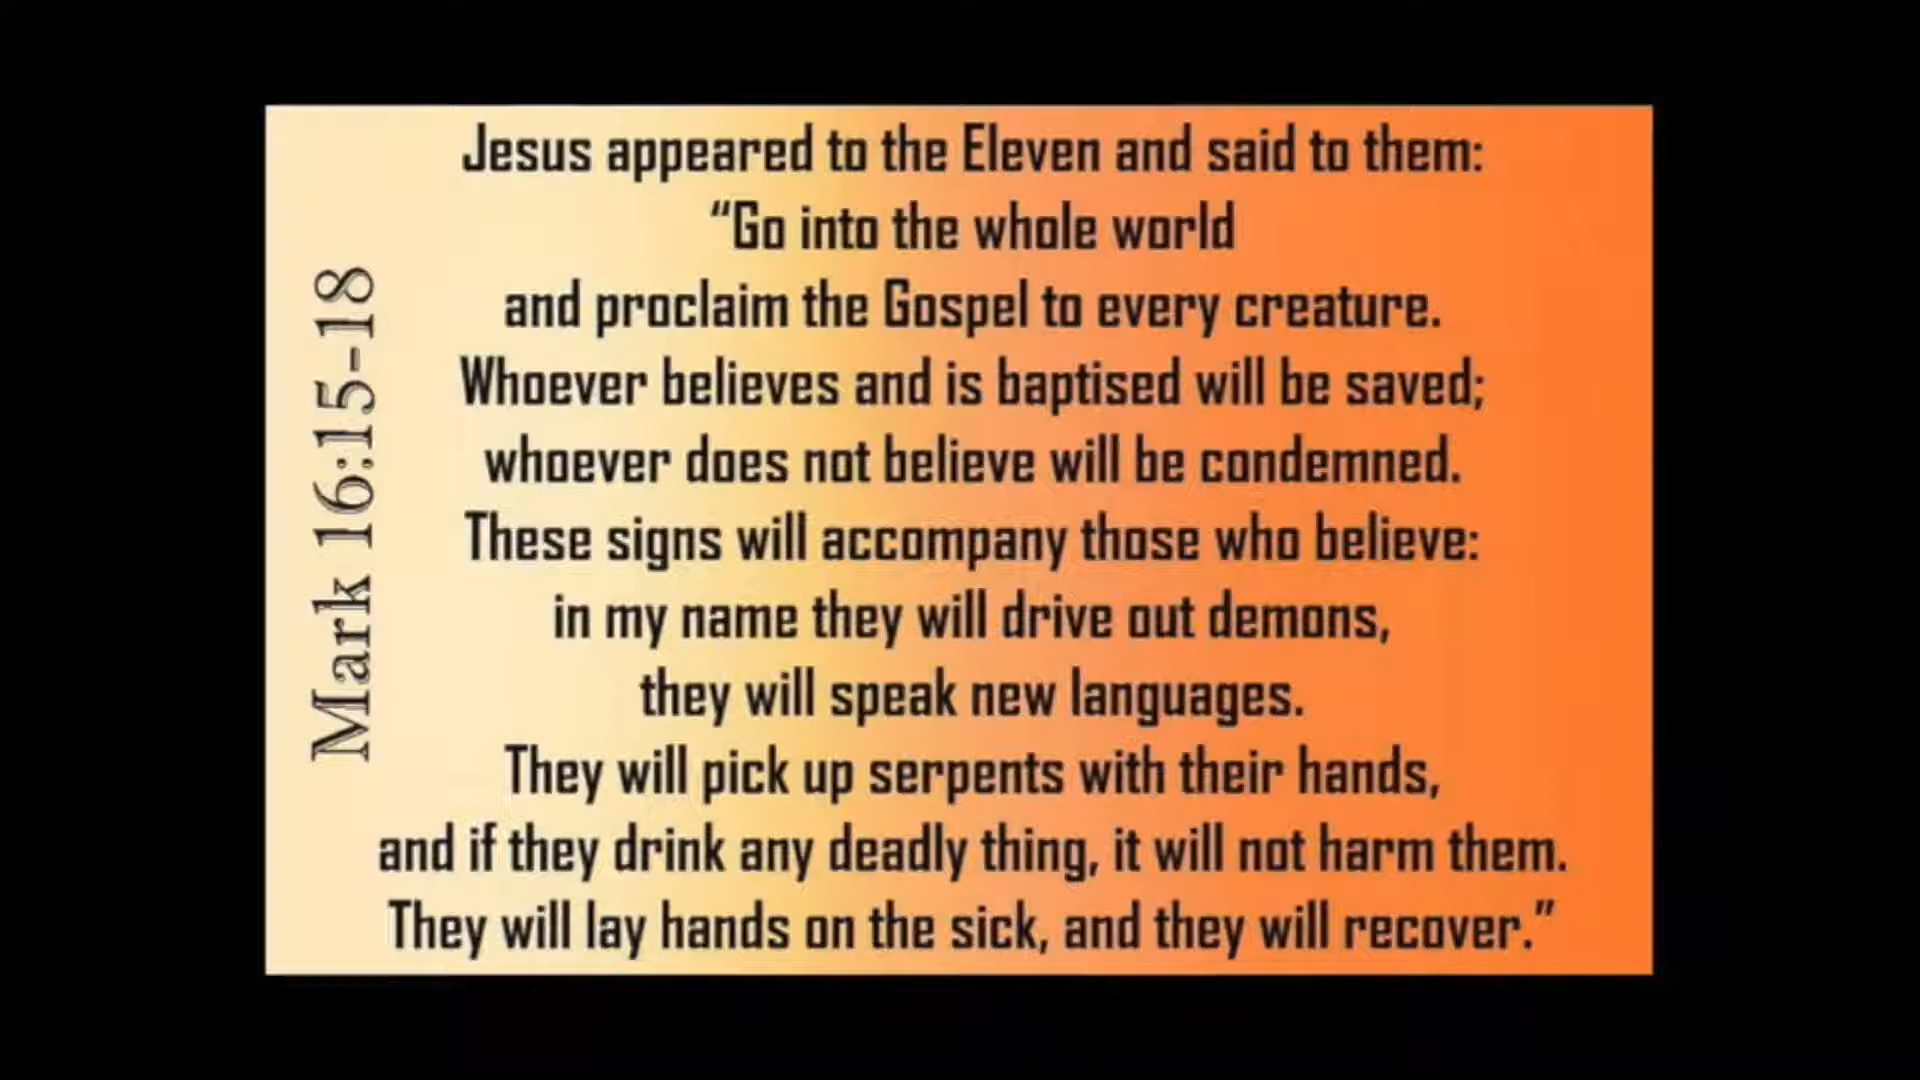 Mark 16:15-18
Jesus appeared to the Eleven and said to them:
“Go into the whole world
and proclaim the Gospel to every creature.
Whoever believes and is baptised will be saved;
whoever does not believe will be condemned.
These signs will accompany those who believe:
in my name they will drive out demons,
they will speak new languages.
They will pick up serpents with their hands,
and if they drink any deadly thing, it will not harm them.
They will lay hands on the sick, and they will recover.”